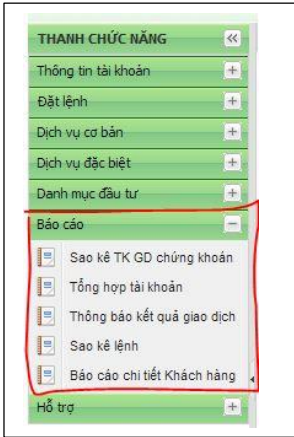 THANH CHỨC NĂNG
Thông tin tài khoản
Đặt lệnh
Dịch vụ cơ bản
Dịch vụ đặc biệt
Danh mục đầu tư
Báo cáo
Sao kê TK GD chứng khoán
Tổng hợp tài khoản
Thông báo kết quả giao dịch
Sao kê lệnh
Báo cáo chi tiết Khách hàng
Hỗ trợ